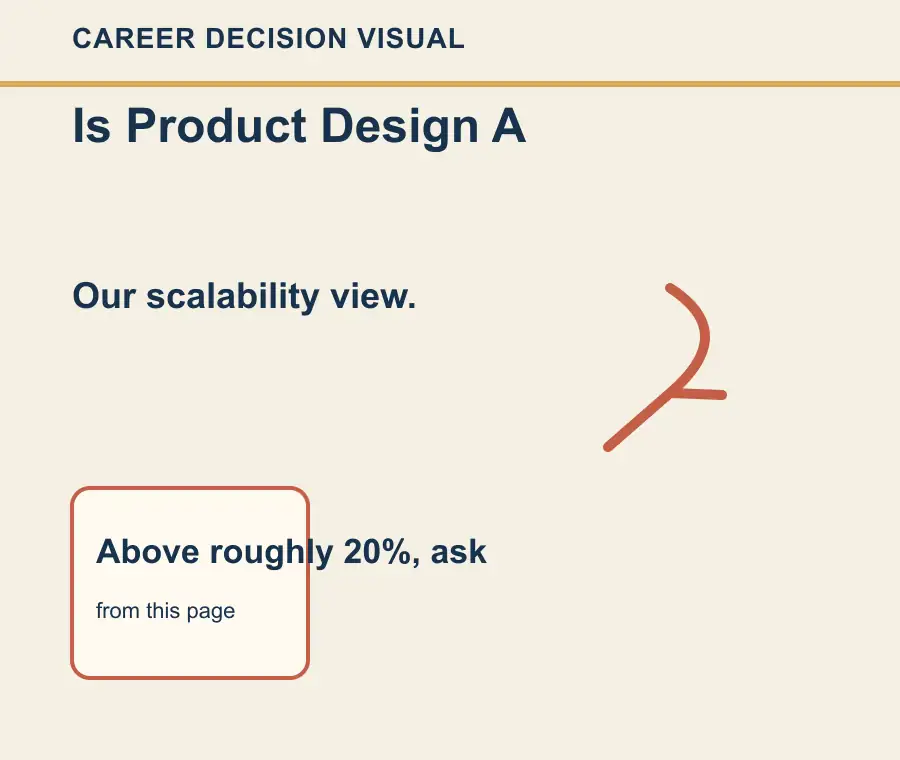 CAREER DECISION VISUAL
Is Product Design A
Our scalability view.
Above roughly 20%, ask
from this page